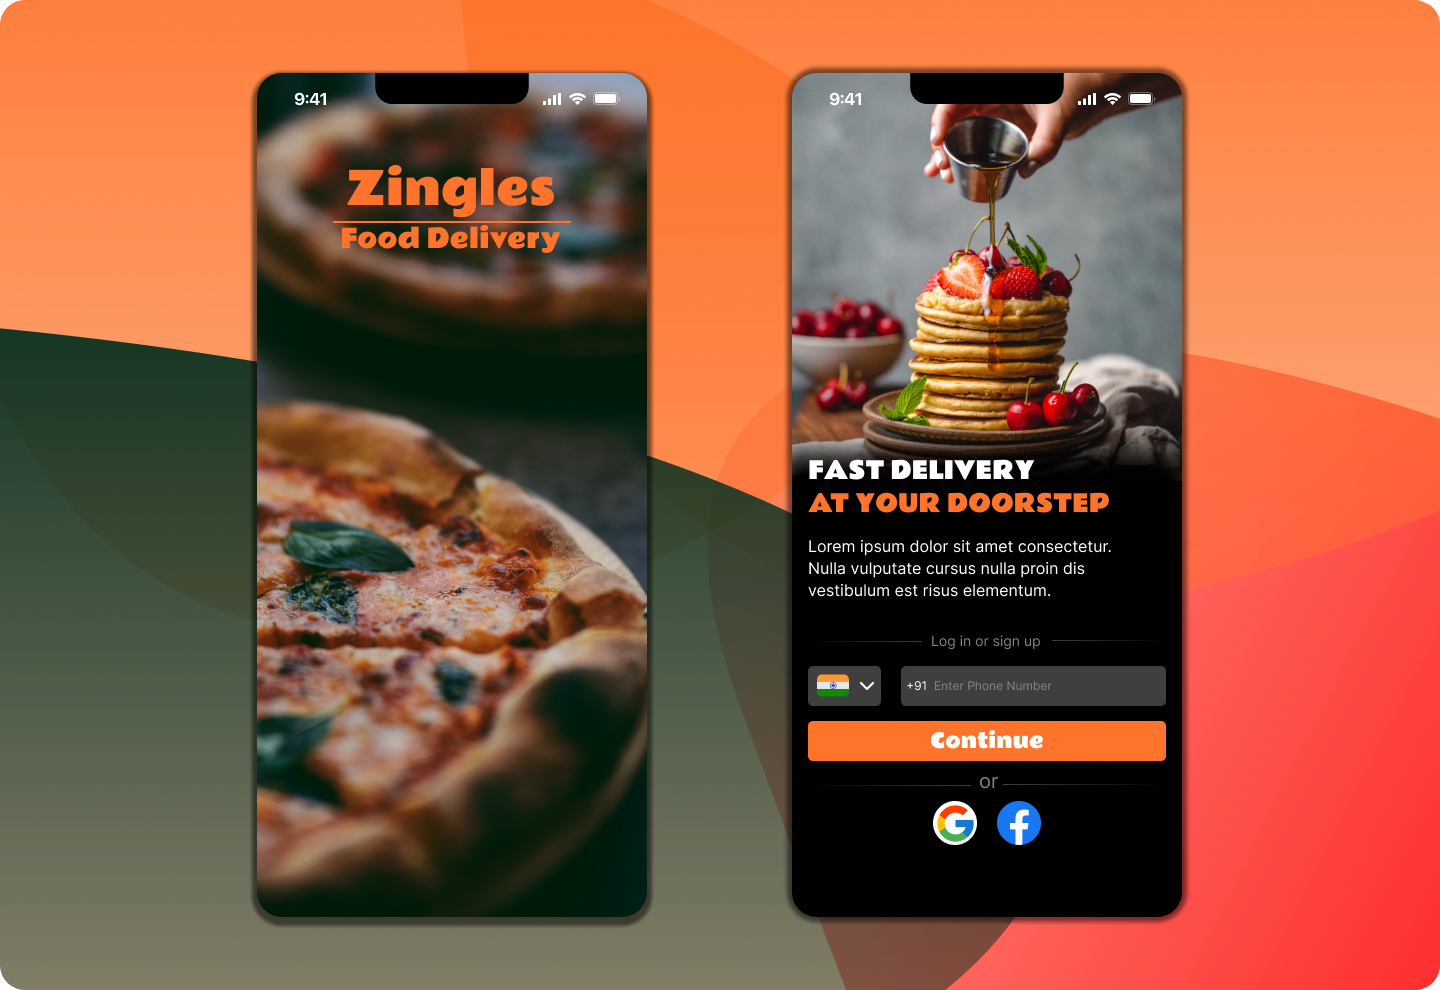 9:41
Zingles
Food Delivery
9:41
FAST DELIVERY
AT YOUR DOORSTEP
Lorem ipsum dolor sit amet consectetur.
Nulla vulputate cursus nulla proin dis
vestibulum est risus elementum.
Log in or sign up
+91 Enter Phone Number
Continue
or